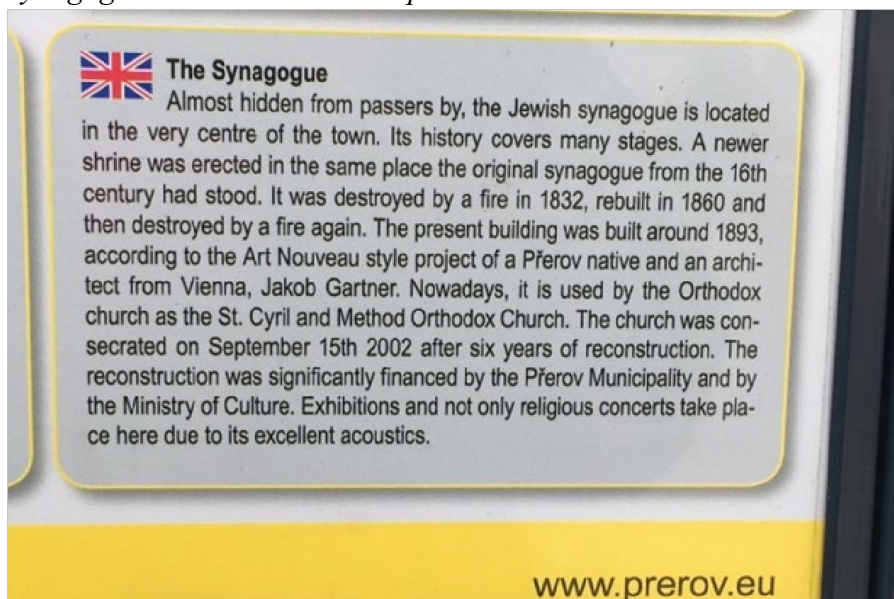 The Synagogue
Almost hidden from passers by, the Jewish synagogue is located
in the very centre of the town. Its history covers many stages. A newer
shrine was erected in the same place the original synagogue from the 16th
century had stood. It was destroyed by a fire in 1832, rebuilt in 1860 and
then destroyed by a fire again. The present building was built around 1893,
according to the Art Nouveau style project of a Přerov native and an archi-
tect from Vienna, Jakob Gartner. Nowadays, it is used by the Orthodox
church as the St. Cyril and Method Orthodox Church. The church was con-
secrated on September 15th 2002 after six years of reconstruction. The
reconstruction was significantly financed by the Přerov Municipality and by
the Ministry of Culture. Exhibitions and not only religious concerts take pla-
ce here due to its excellent acoustics.
www.prerov.eu